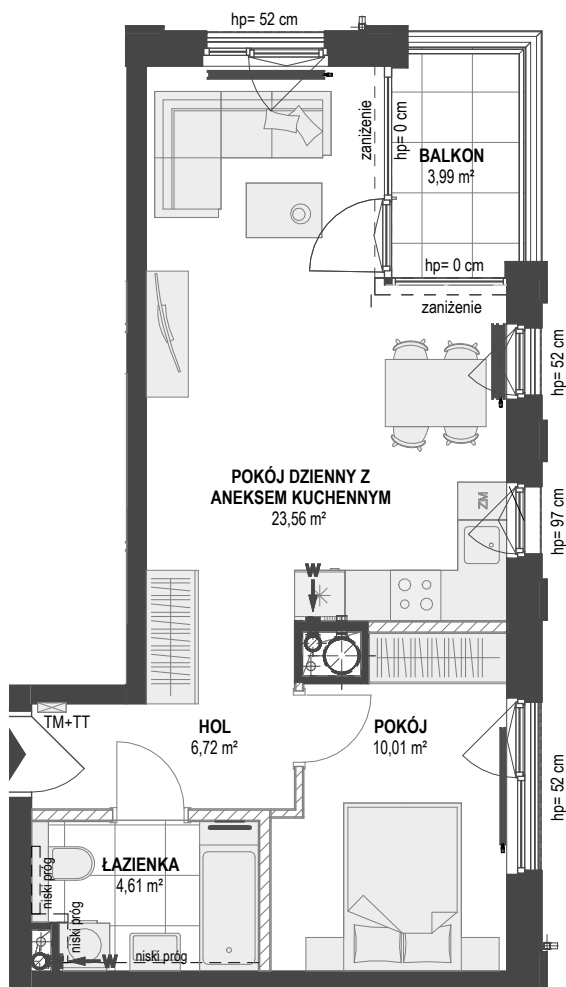 hp= 52 cm
zaniżenie
hp= 0 cm
BALKON
3,99 m²
hp= 0 cm
zaniżenie
hp= 52 cm
POKÓJ DZIENNY Z
ANEKSEM KUCHENNYM
23,56 m²
ZM
hp= 97 cm
W
TM+TT
HOL
6,72 m²
POKÓJ
10,01 m²
hp= 52 cm
ŁAZIENKA
4,61 m²
niski próg
niski próg
W
niski próg